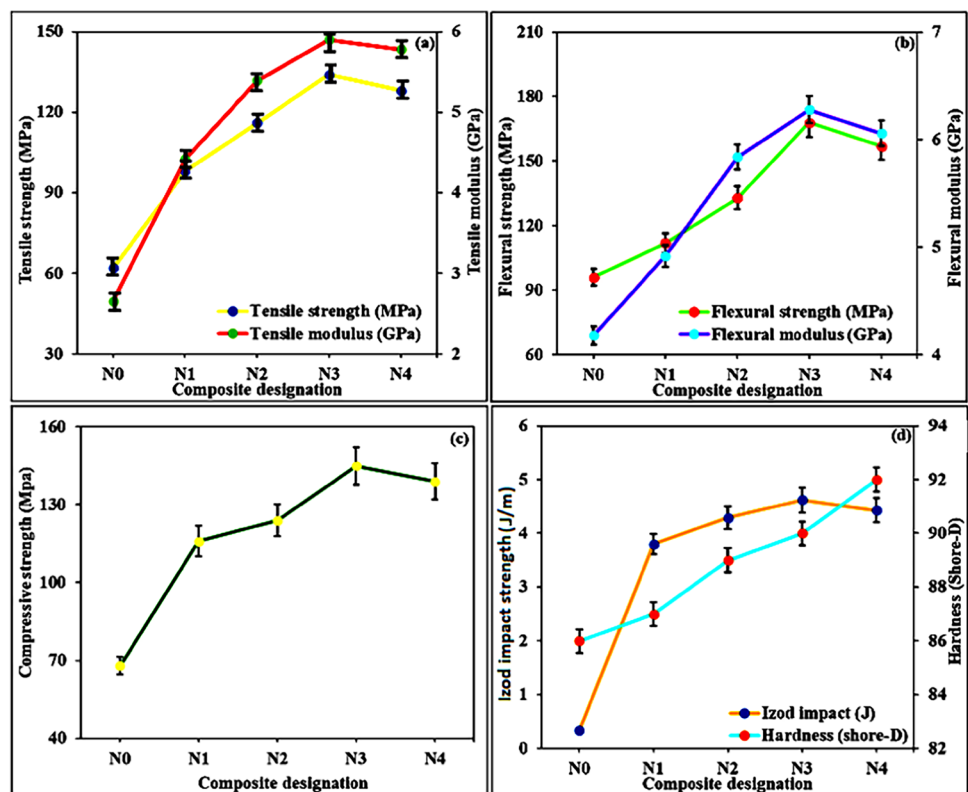 (a)
Tensile strength (MPa)
150
120
90
60
30
6
5
4
3
2
Tensile modulus (GPa)
Tensile strength (MPa)
Tensile modulus (GPa)
N0 N1 N2 N3 N4
Composite designation
(b)
Flexural strength (MPa)
210
180
150
120
90
60
7
6
5
4
Flexural modulus (GPa)
Flexural strength (MPa)
Flexural modulus (GPa)
N0 N1 N2 N3 N4
Composite designation
(c)
Compressive strength (Mpa)
160
130
100
70
40
N0 N1 N2 N3 N4
Composite designation
(d)
Izod impact strength (J/m)
6
5
4
3
2
1
0
94
92
90
88
86
84
82
Hardness (Shore-D)
Izod impact (J)
Hardness (shore-D)
N0 N1 N2 N3 N4
Composite designation